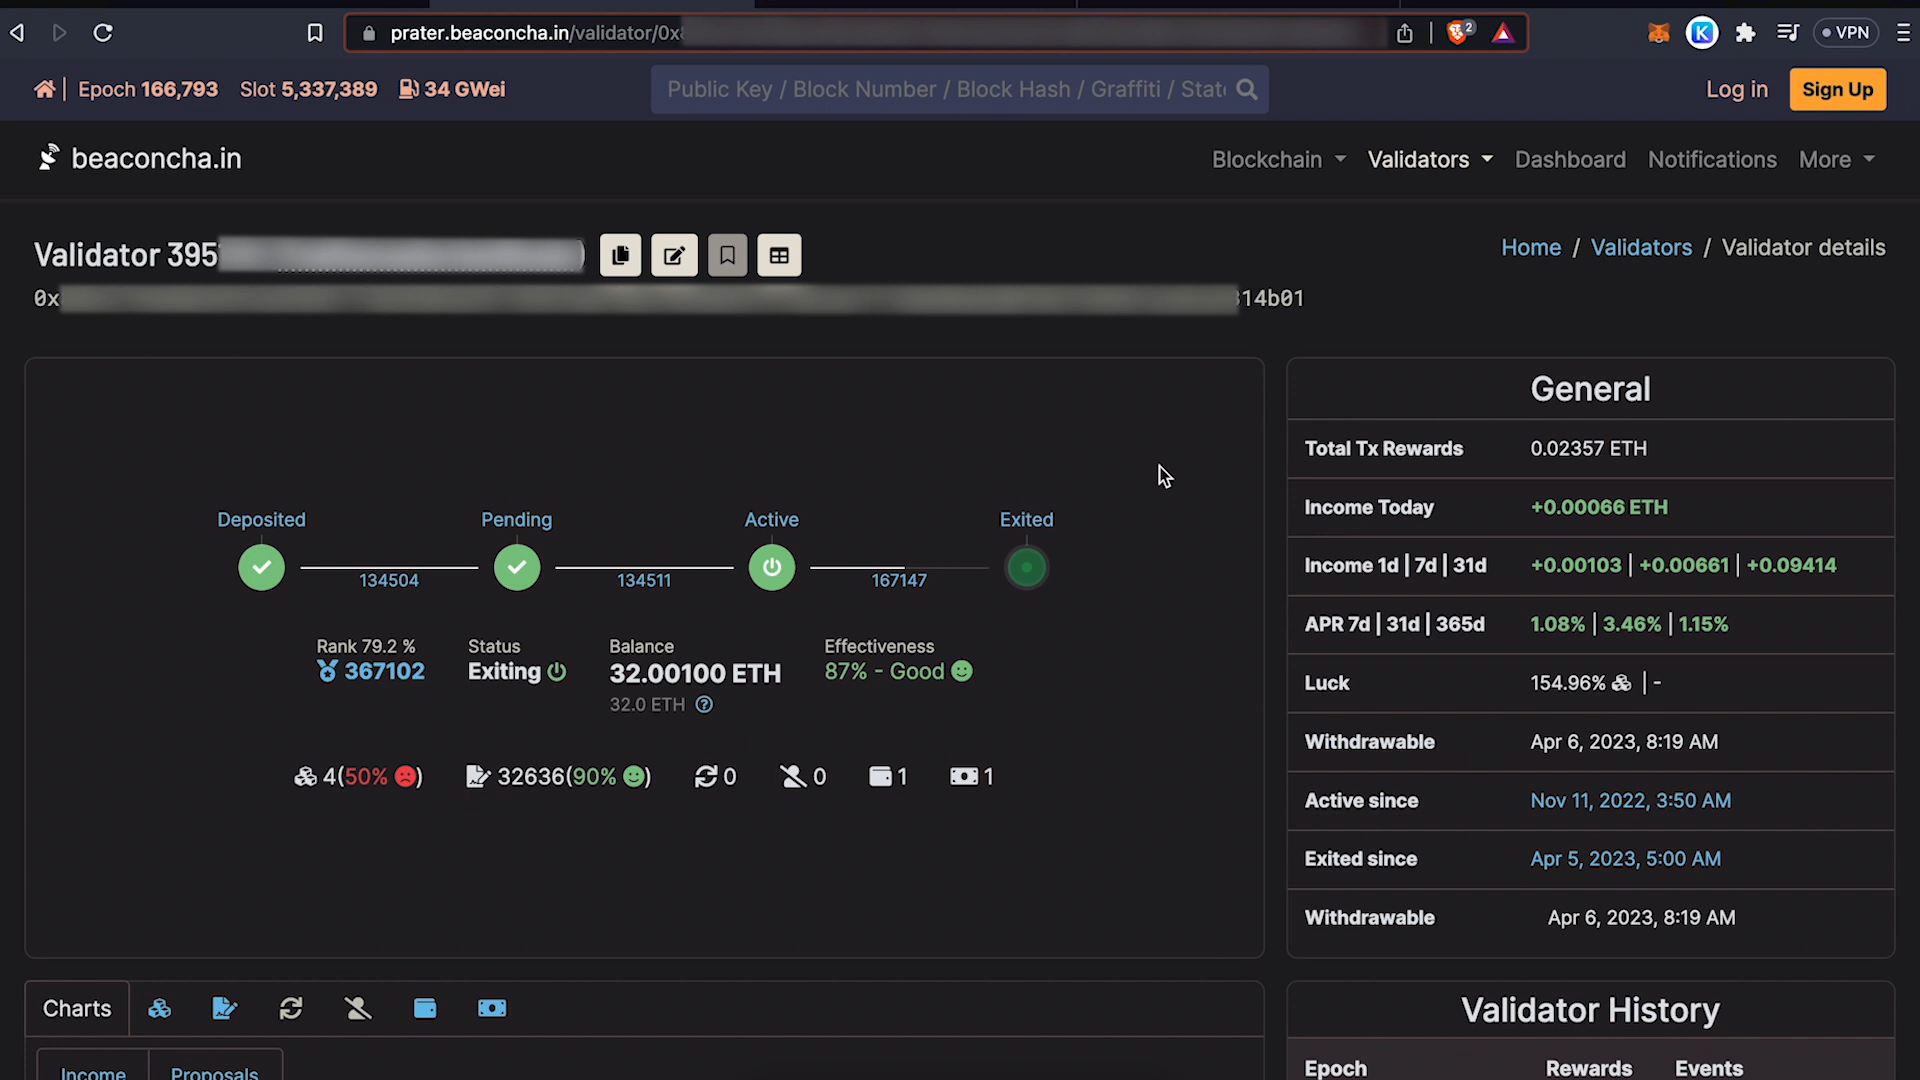 prater.beaconcha.in/validator/0x
2
K
VPN
Epoch 166,793 Slot 5,337,389 34 GWei
Public Key / Block Number / Block Hash / Graffiti / State
Log in
Sign Up
beaconcha.in
Blockchain
Validators
Dashboard
Notifications
More
Validator 395
)
Home / Validators / Validator details
0x
314b01
General
Total Tx Rewards 0.02357 ETH
Income Today +0.00066 ETH
Income 1d | 7d | 31d +0.00103 | +0.00661 | +0.09414
APR 7d | 31d | 365d 1.08% | 3.46% | 1.15%
Luck 154.96% | -
Withdrawable Apr 6, 2023, 8:19 AM
Active since Nov 11, 2022, 3:50 AM
Exited since Apr 5, 2023, 5:00 AM
Withdrawable Apr 6, 2023, 8:19 AM
Deposited Pending Active Exited
134504 134511 167147
Rank 79.2 % Status Balance Effectiveness
367102 Exiting 32.00100 ETH 87% - Good
32.0 ETH
4(50% ) 32636(90% ) 0 0 1 1
Charts
Income Proposals
Validator History
Epoch Rewards Events